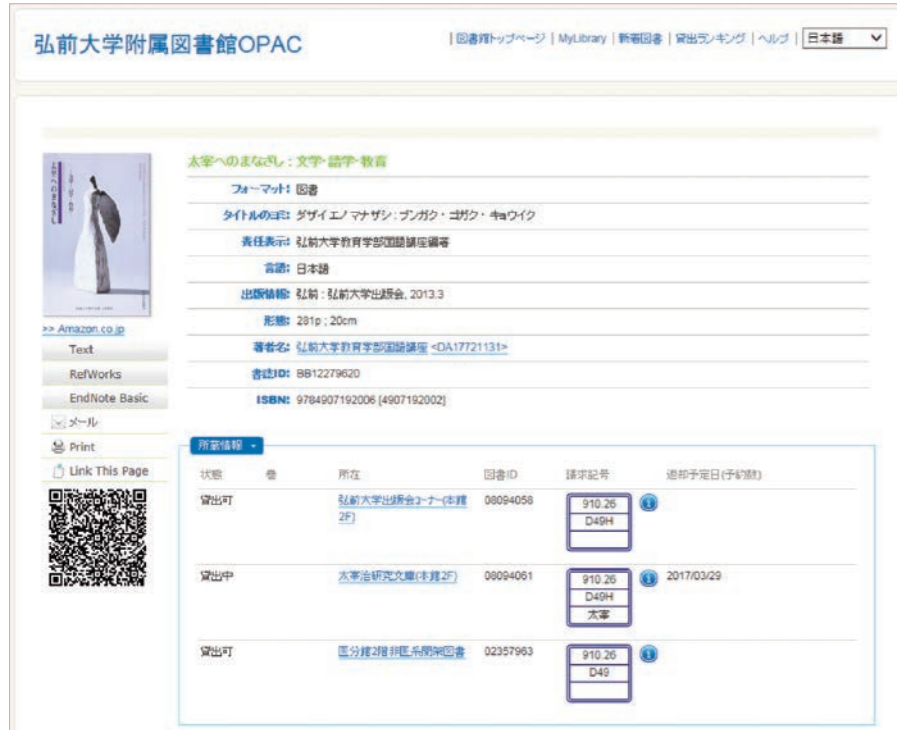 弘前大学附属図書館OPAC
| 図書館トップページ | MyLibrary | 新着図書 | 貸出ランキング | ヘルプ | 日本語
太宰へのまなざし
太宰へのまなざし : 文学・語学・教育
フォーマット: 図書
タイトルのヨミ: ダザイ エノ マナザシ : ブンガク ・ ゴガク ・ キョウイク
責任表示: 弘前大学教育学部国語講座編著
言語: 日本語
出版情報: 弘前 : 弘前大学出版会, 2013.3
形態: 281p ; 20cm
著者名: 弘前大学教育学部国語講座 <DA17721131>
書誌ID: BB12279620
ISBN: 9784907192006 [4907192002]
>> Amazon.co.jp
Text
RefWorks
EndNote Basic
メール
Print
Link This Page
所蔵情報
状態 巻 所在 図書ID 請求記号 返却予定日(予約数)
貸出可 弘前大学出版会コーナー(本館2F) 08094058 910.26 D49H
貸出中 太宰治研究文庫(本館2F) 08094061 910.26 D49H 太宰 2017/03/29
貸出可 医分館2階非医系開架図書 02357963 910.26 D49